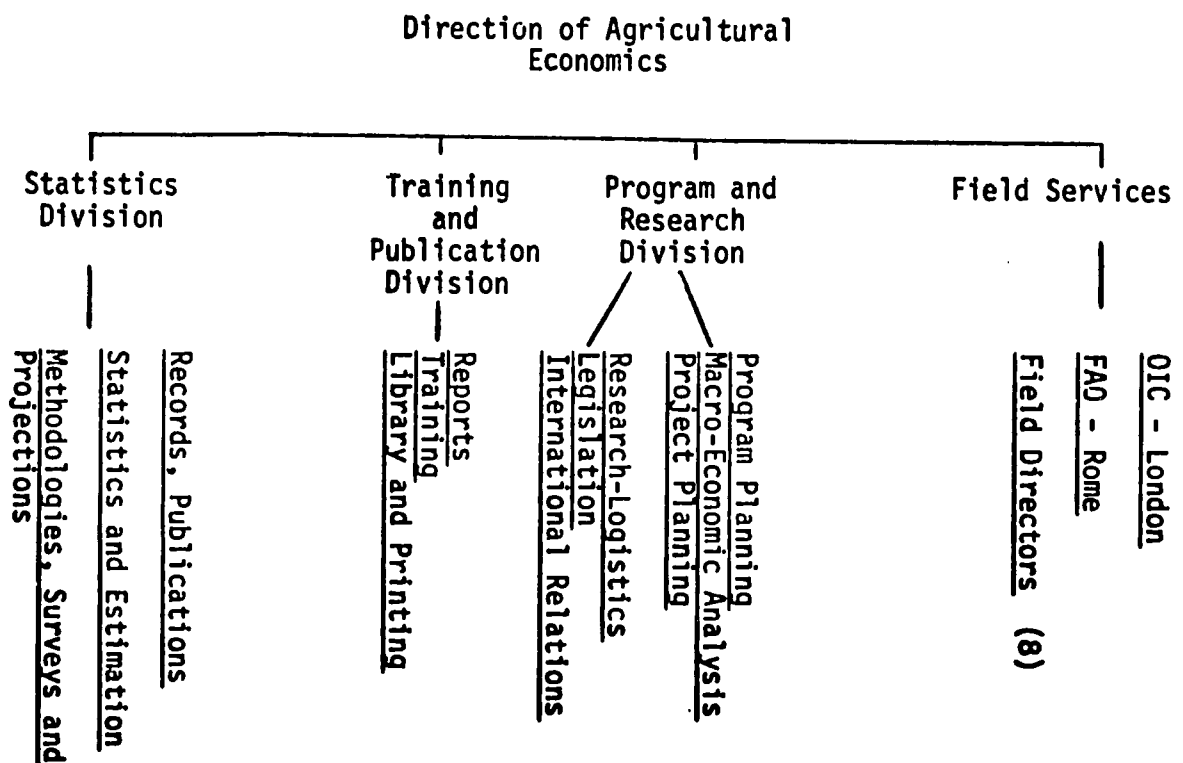 Direction of Agricultural
Economics
Statistics
Division
Training
and
Publication
Division
Program and
Research
Division
Field Services
Records, Publications
Statistics and Estimation
Methodologies, Surveys and
Projections
Reports
Training
Library and Printing
Research-Logistics
Legislation
International Relations
Program Planning
Macro-Economic Analysis
Project Planning
OIC - London
FAO - Rome
Field Directors (8)